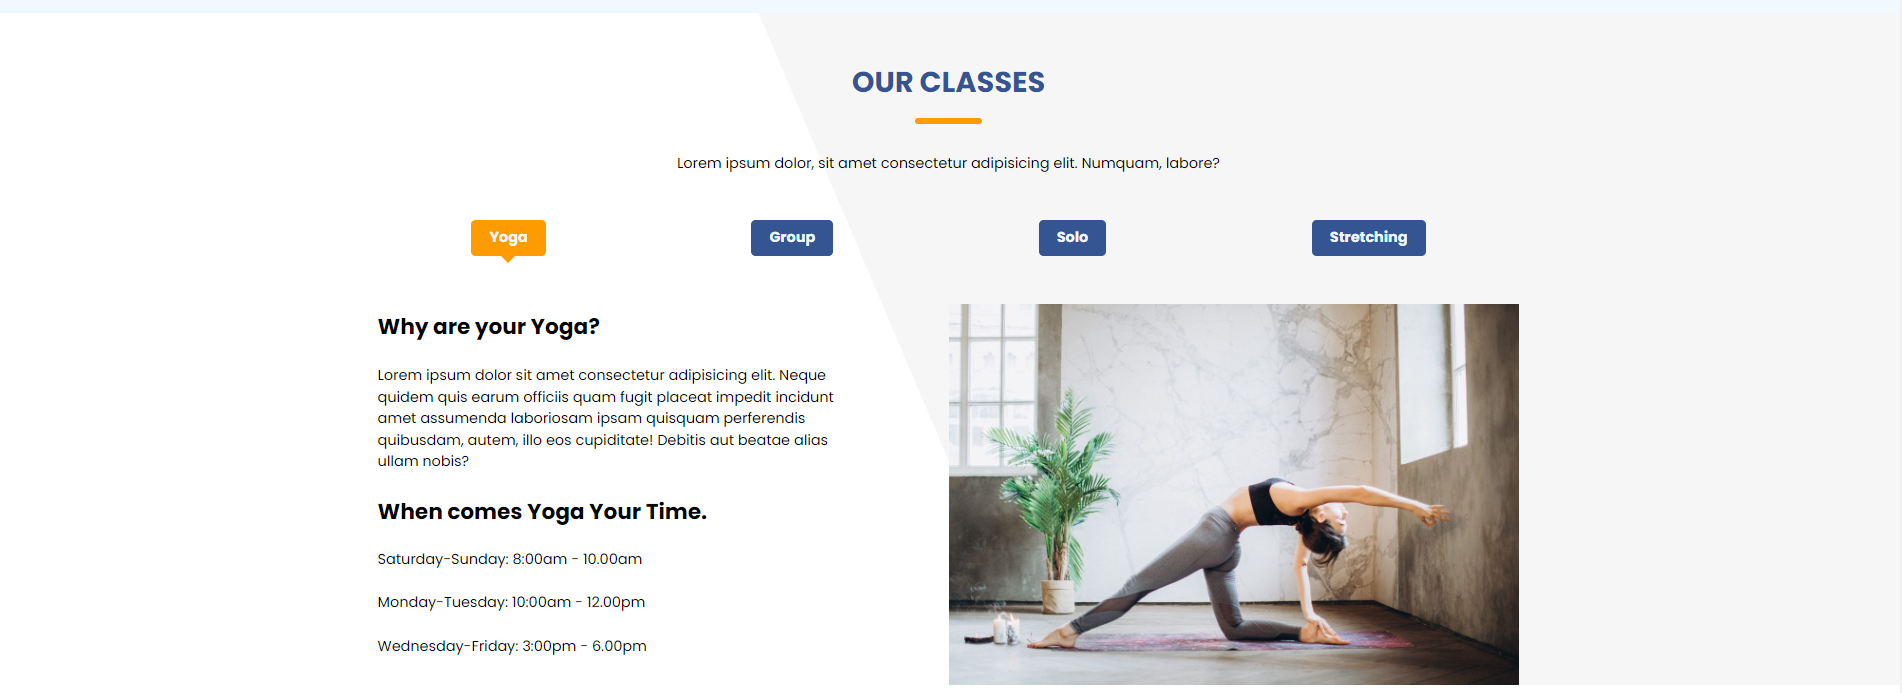 OUR CLASSES
Lorem ipsum dolor, sit amet consectetur adipisicing elit. Numquam, labore?
Yoga
Group
Solo
Stretching
Why are your Yoga?
Lorem ipsum dolor sit amet consectetur adipisicing elit. Neque
quidem quis earum officiis quam fugit placeat impedit incidunt
amet assumenda laboriosam ipsam quisquam perferendis
quibusdam, autem, illo eos cupiditate! Debitis aut beatae alias
ullam nobis?
When comes Yoga Your Time.
Saturday-Sunday: 8:00am - 10.00am
Monday-Tuesday: 10:00am - 12.00pm
Wednesday-Friday: 3:00pm - 6.00pm